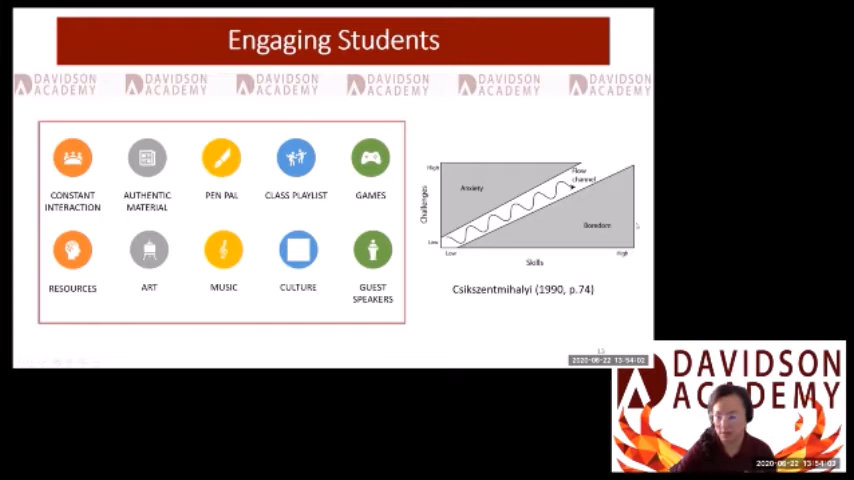 Engaging Students
DAVIDSON ACADEMY DAVIDSON ACADEMY DAVIDSON ACADEMY DAVIDSON ACADEMY DAVIDSON ACADEMY DAVIDSON ACADEMY
CONSTANT INTERACTION
AUTHENTIC MATERIAL
PEN PAL
CLASS PLAYLIST
GAMES
RESOURCES
ART
MUSIC
CULTURE
GUEST SPEAKERS
High
Anxiety
Flow
channel
Challenges
Boredom
Low
Low
High
Skills
Csikszentmihalyi (1990, p.74)
13
2020-06-22 13:54:02
DAVIDSON
ACADEMY
2020-06-22 13:54:03